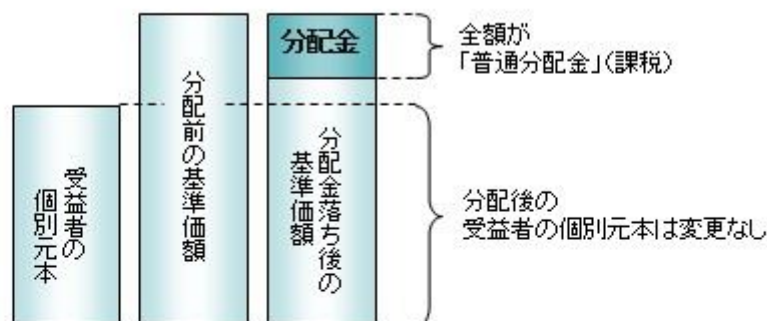 受益者の
個別元本
分配前の基準価額
分配金
分配金落ち後の
基準価額
全額が
「普通分配金」(課税)
分配後の
受益者の個別元本は変更なし